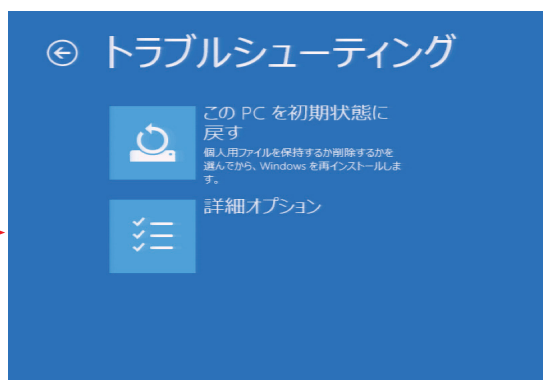 トラブルシューティング
この PC を初期状態に
戻す
個人用ファイルを保持するか削除するかを
選んでから、Windows を再インストールしま
す。
詳細オプション